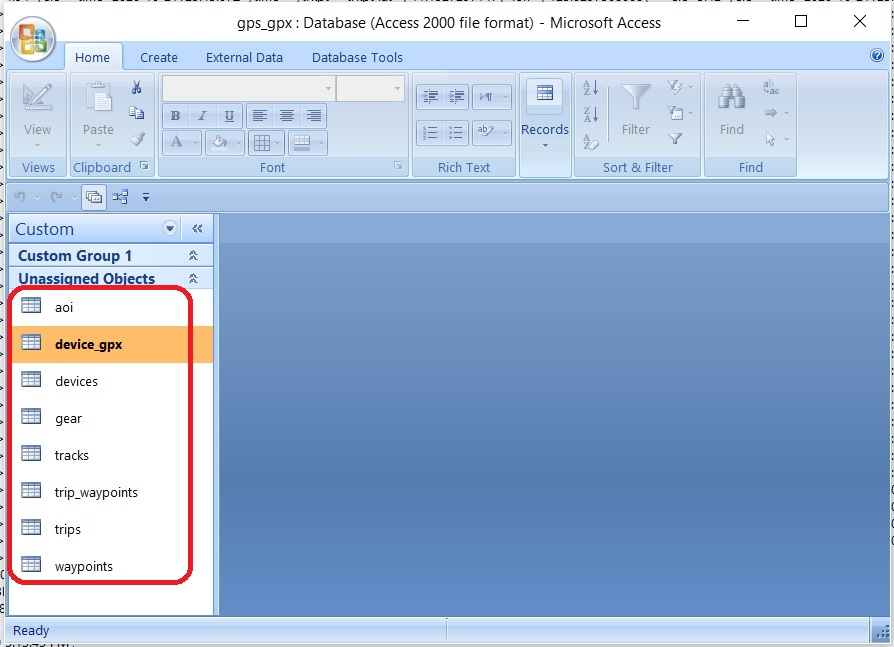 gps_gpx : Database (Access 2000 file format) - Microsoft Access
Home Create External Data Database Tools
View Paste B I U A Records Filter Find
Views Clipboard Font Rich Text Sort & Filter Find
Custom
Custom Group 1
Unassigned Objects
aoi
device_gpx
devices
gear
tracks
trip_waypoints
trips
waypoints
Ready